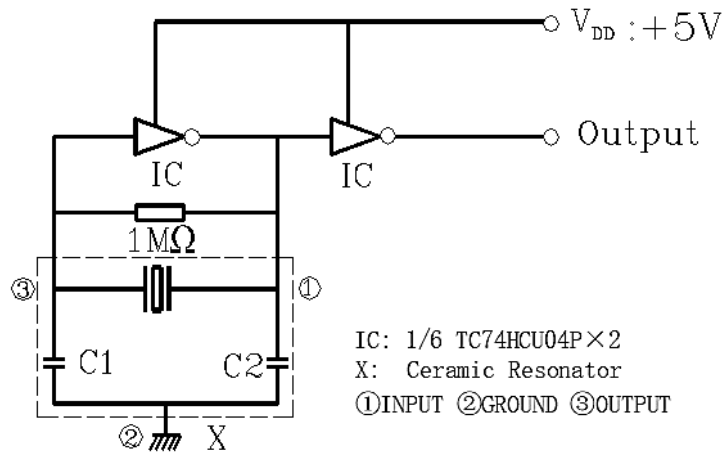 V_DD :+5V
Output
IC
IC
1MΩ
③
①
C1
C2
②
X
IC: 1/6 TC74HCU04P×2
X: Ceramic Resonator
①INPUT ②GROUND ③OUTPUT